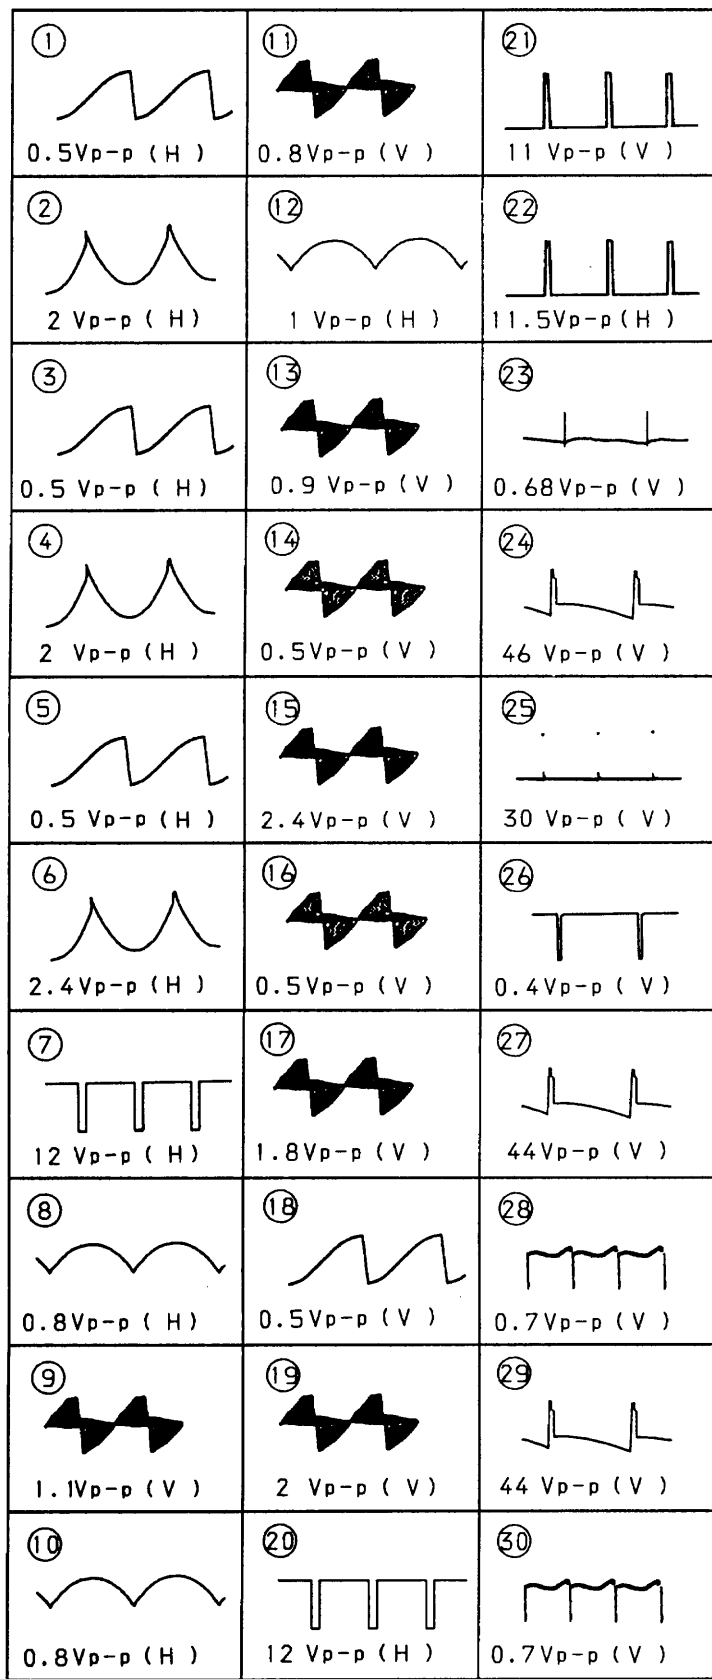 ① ⑪ ㉑
0.5Vp-p (H) 0.8Vp-p (V) 11 Vp-p (V)
② ⑫ ㉒
2 Vp-p (H) 1 Vp-p (H) 11.5Vp-p(H)
③ ⑬ ㉓
0.5 Vp-p (H) 0.9 Vp-p (V) 0.68Vp-p(V)
④ ⑭ ㉔
2 Vp-p (H) 0.5Vp-p (V) 46 Vp-p (V)
⑤ ⑮ ㉕
0.5 Vp-p (H) 2.4Vp-p (V) 30 Vp-p (V)
⑥ ⑯ ㉖
2.4Vp-p (H) 0.5Vp-p (V) 0.4Vp-p (V)
⑦ ⑰ ㉗
12 Vp-p (H) 1.8Vp-p (V) 44Vp-p (V)
⑧ ⑱ ㉘
0.8Vp-p (H) 0.5Vp-p (V) 0.7Vp-p (V)
⑨ ⑲ ㉙
1.1Vp-p (V) 2 Vp-p (V) 44 Vp-p (V)
⑩ ⑳ ㉚
0.8Vp-p (H) 12 Vp-p (H) 0.7Vp-p (V)